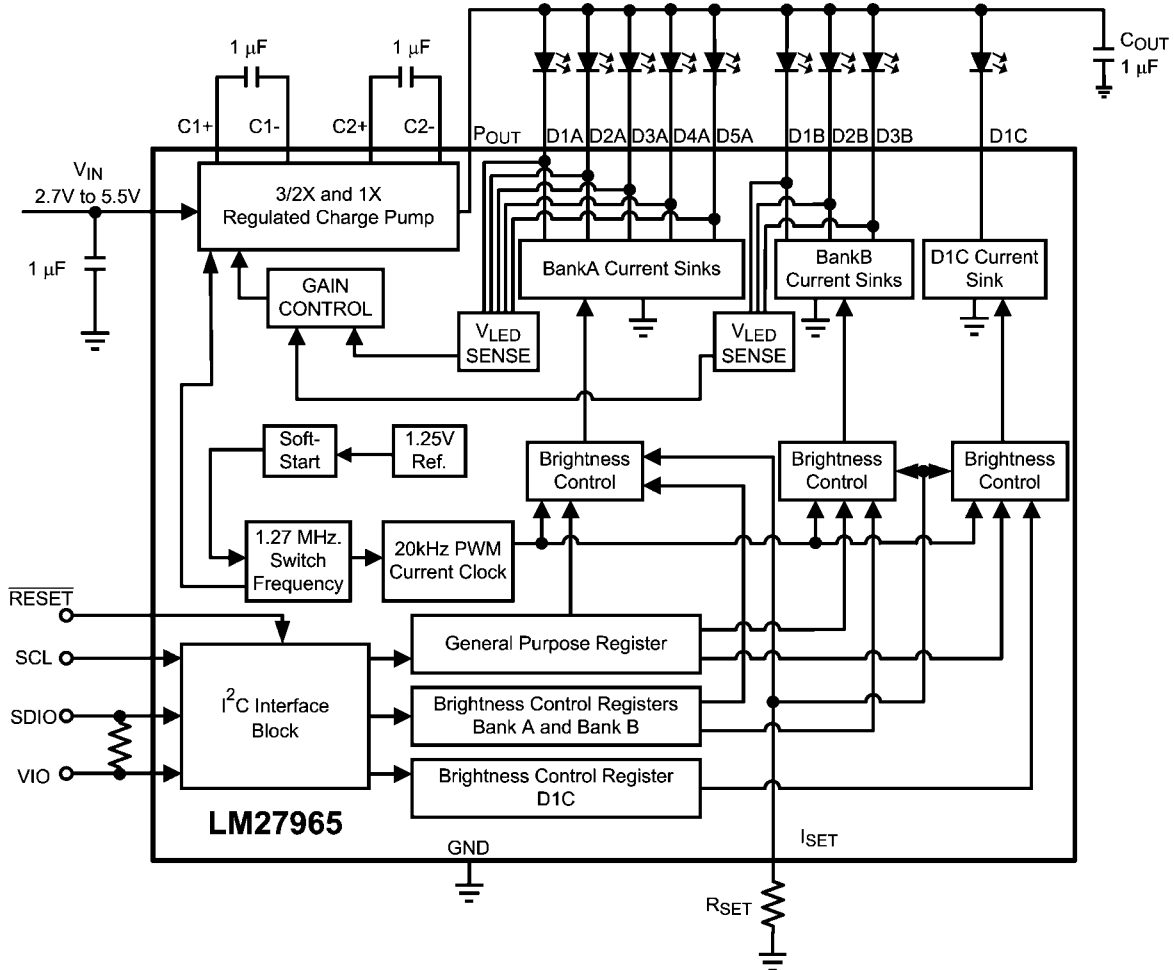 1 µF
1 µF
C1+
C1-
C2+
C2-
POUT
D1A
D2A
D3A
D4A
D5A
D1B
D2B
D3B
D1C
COUT
1 µF
VIN
2.7V to 5.5V
1 µF
3/2X and 1X
Regulated Charge Pump
GAIN
CONTROL
VLED
SENSE
BankA Current Sinks
VLED
SENSE
BankB
Current Sinks
D1C Current
Sink
Soft-
Start
1.25V
Ref.
Brightness
Control
Brightness
Control
Brightness
Control
1.27 MHz.
Switch
Frequency
20kHz PWM
Current Clock
RESET
SCL
SDIO
VIO
I2C Interface
Block
General Purpose Register
Brightness Control Registers
Bank A and Bank B
Brightness Control Register
D1C
LM27965
GND
ISET
RSET